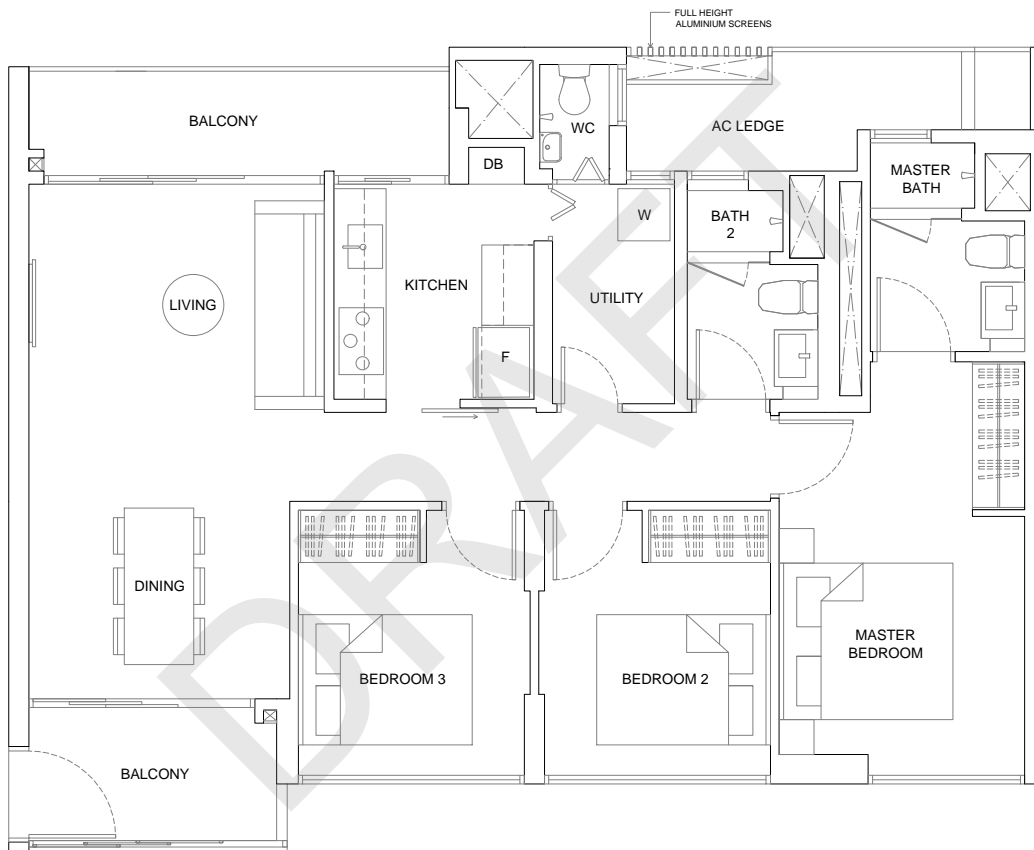 FULL HEIGHT
ALUMINIUM SCREENS
BALCONY
WC
AC LEDGE
DB
MASTER
BATH
W
BATH
2
KITCHEN
LIVING
UTILITY
F
DINING
MASTER
BEDROOM
BEDROOM 3
BEDROOM 2
BALCONY
DRAFT